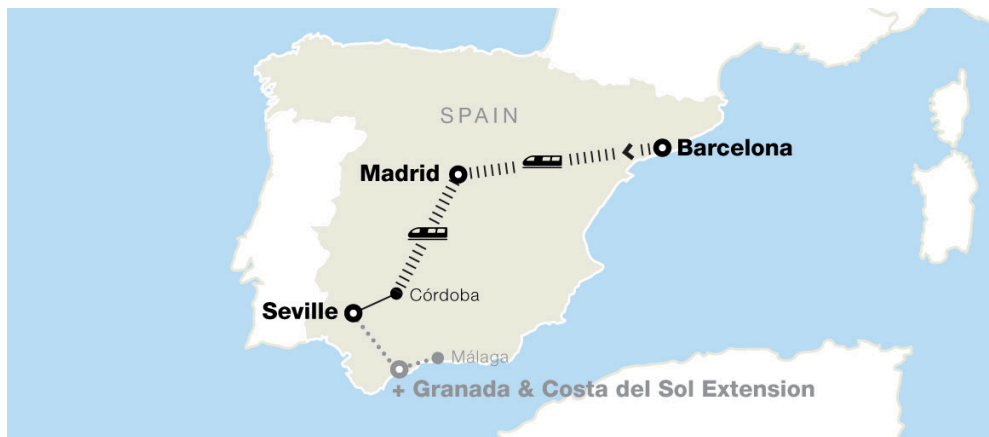 SPAIN
Barcelona
Madrid
Córdoba
Seville
Málaga
+ Granada & Costa del Sol Extension